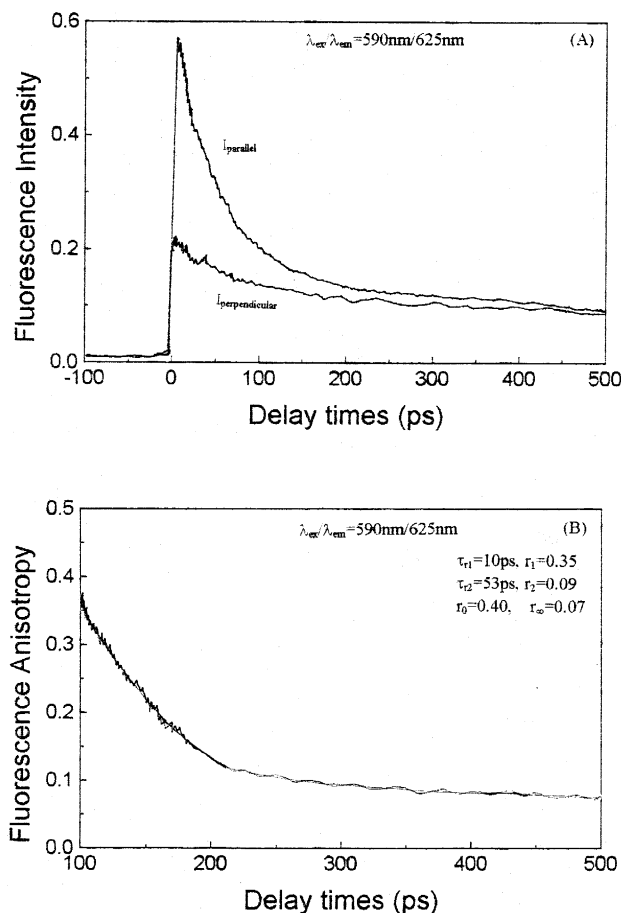 (A)
λex/λem=590nm/625nm
Fluorescence Intensity
0.6
0.4
0.2
0.0
Iparallel
Iperpendicular
-100 0 100 200 300 400 500
Delay times (ps)
(B)
λex/λem=590nm/625nm
τr1=10ps, r1=0.35
τr2=53ps, r2=0.09
r0=0.40, r∞=0.07
Fluorescence Anisotropy
0.5
0.4
0.3
0.2
0.1
0.0
100 200 300 400 500
Delay times (ps)